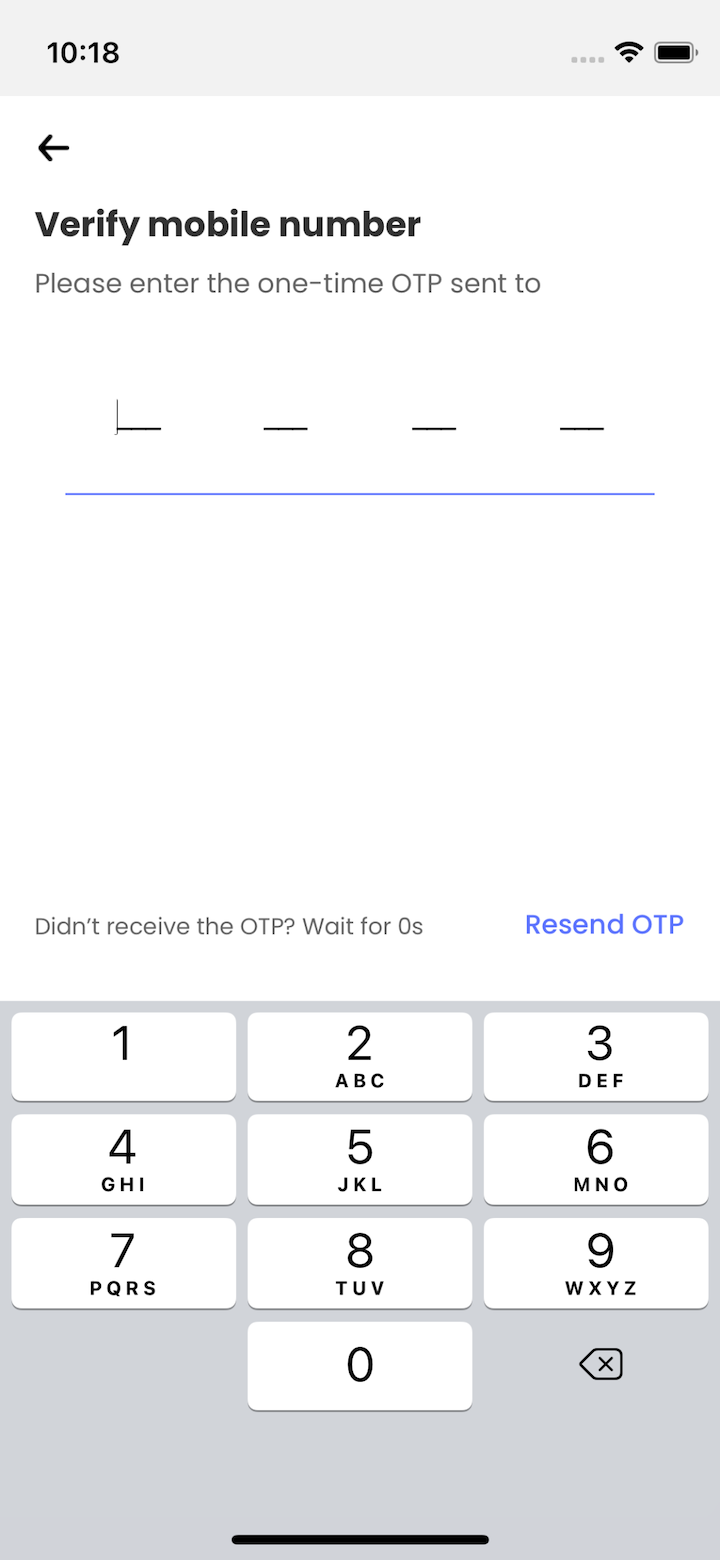 10:18
Verify mobile number
Please enter the one-time OTP sent to
Didn’t receive the OTP? Wait for 0s Resend OTP
1 2 3
ABC DEF
4 5 6
GHI JKL MNO
7 8 9
PQRS TUV WXYZ
0